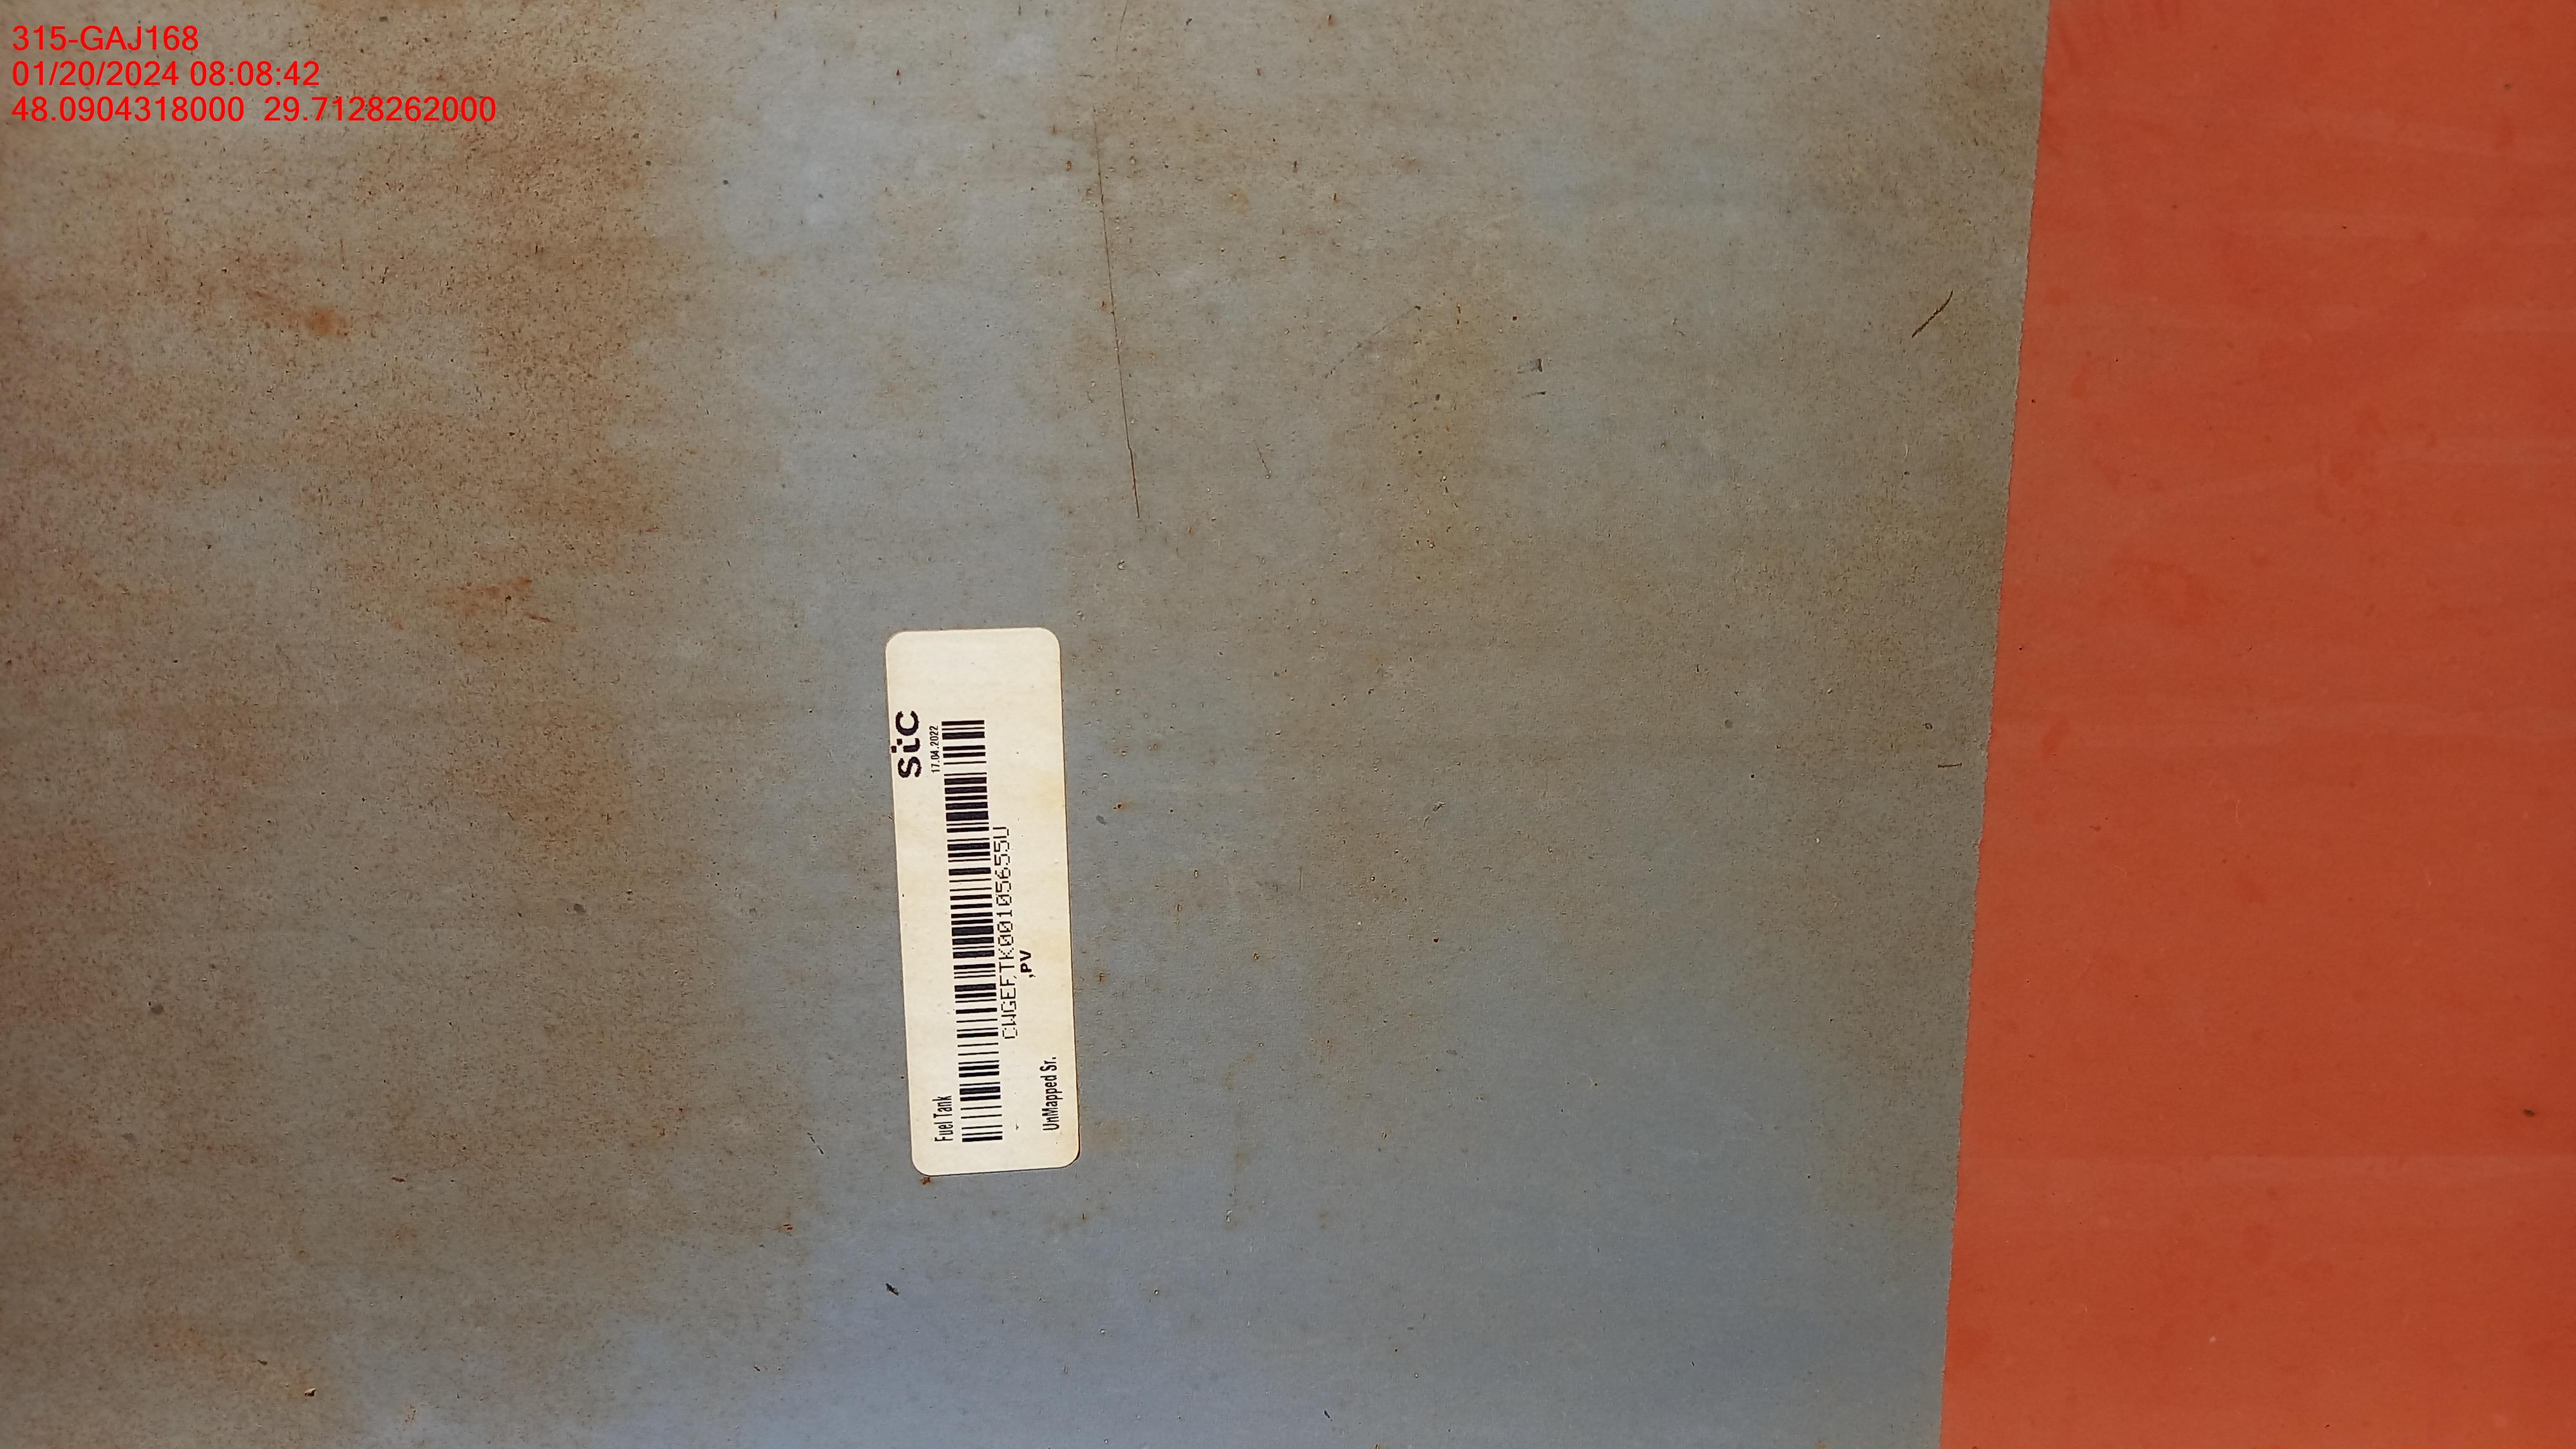 315-GAJ168
01/20/2024 08:08:42
48.0904318000 29.7128262000
stc
17.04.2022
Fuel Tank
CWGEFTK00105655U
,PV
UnMapped Sr.